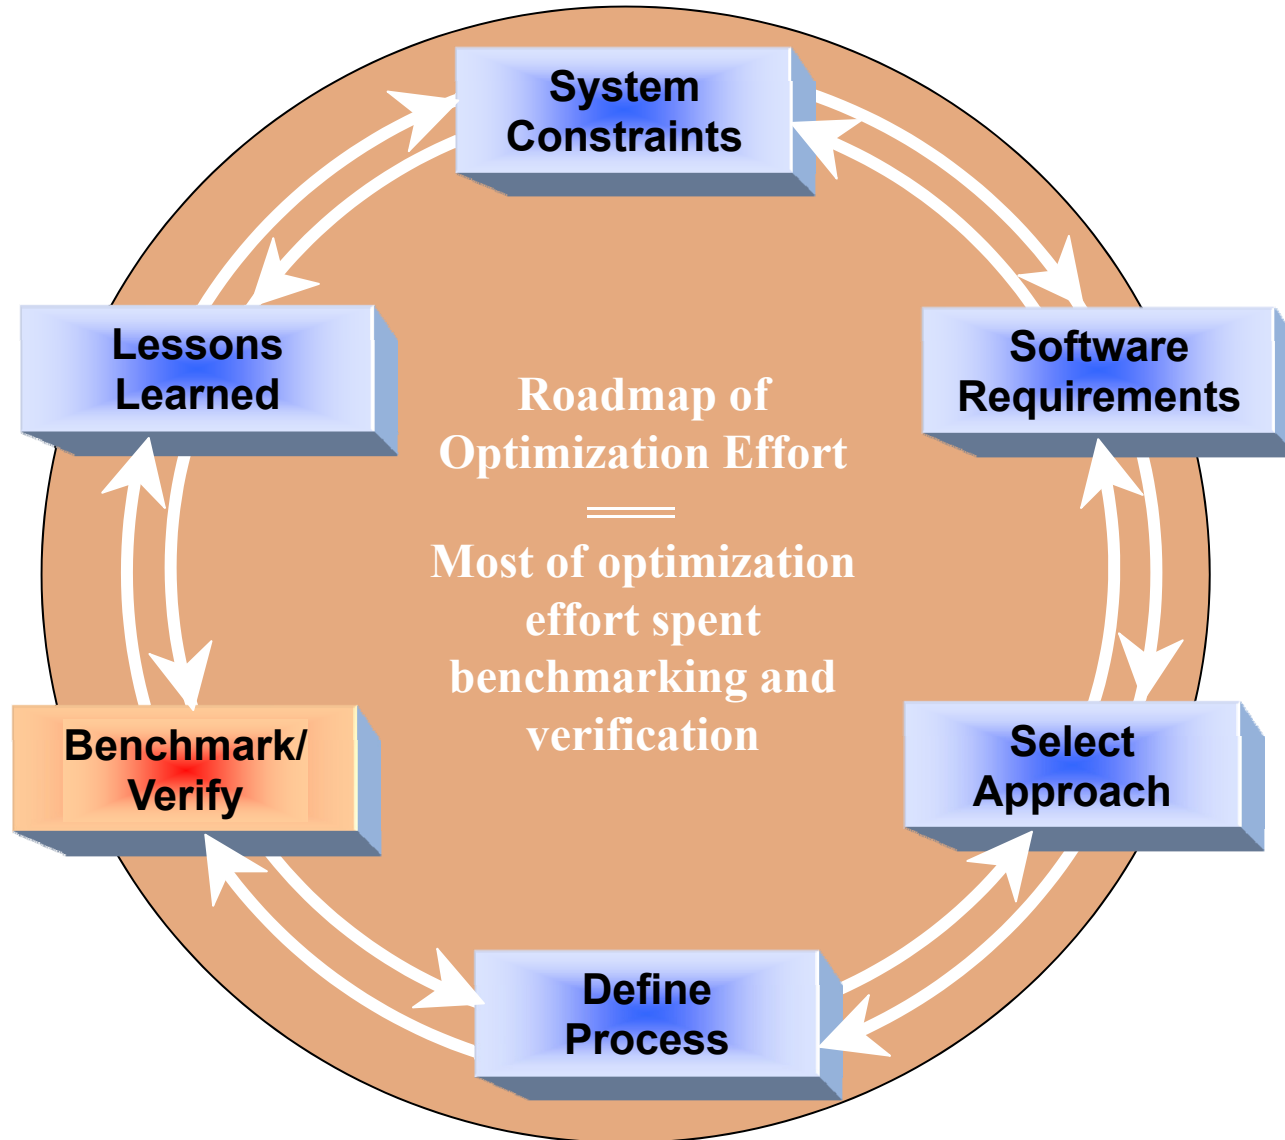 System
Constraints
Lessons
Learned
Software
Requirements
Roadmap of
Optimization Effort
Most of optimization
effort spent
benchmarking and
verification
Benchmark/
Verify
Select
Approach
Define
Process